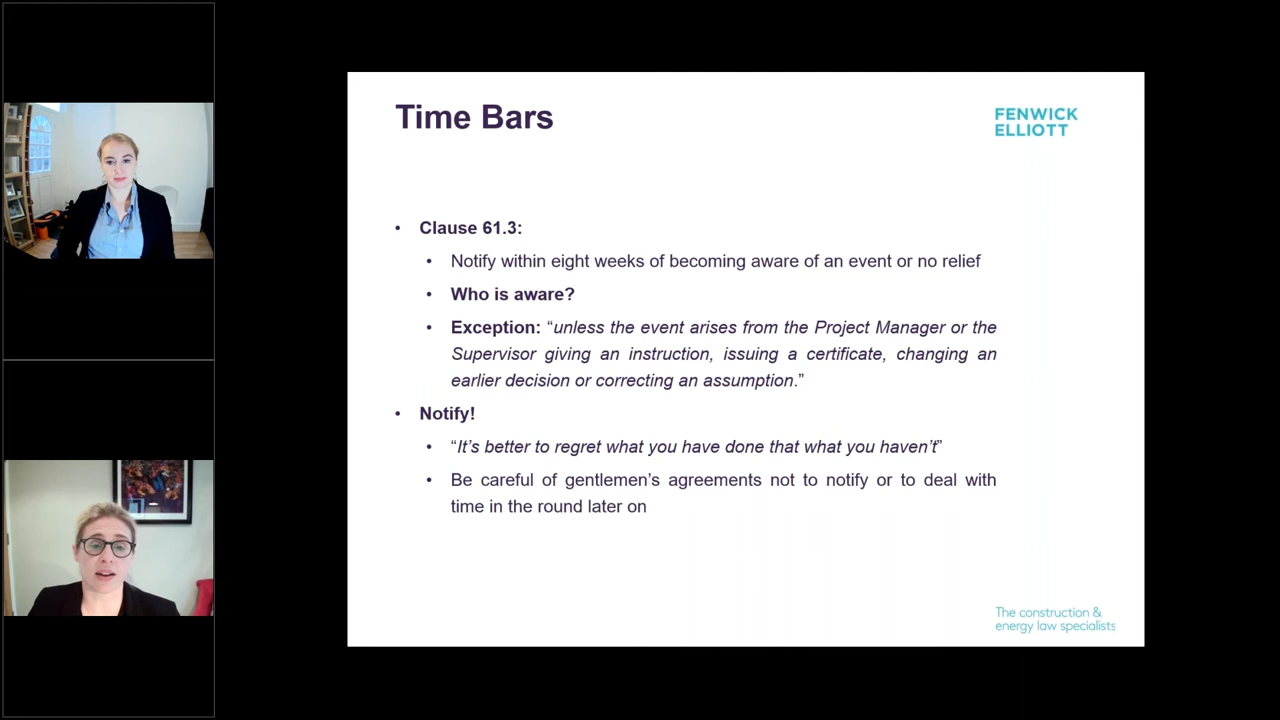 Time Bars
FENWICK
ELLIOTT
• Clause 61.3:
• Notify within eight weeks of becoming aware of an event or no relief
• Who is aware?
• Exception: “unless the event arises from the Project Manager or the
Supervisor giving an instruction, issuing a certificate, changing an
earlier decision or correcting an assumption.”
• Notify!
• “It’s better to regret what you have done that what you haven’t”
• Be careful of gentlemen’s agreements not to notify or to deal with
time in the round later on
The construction &
energy law specialists